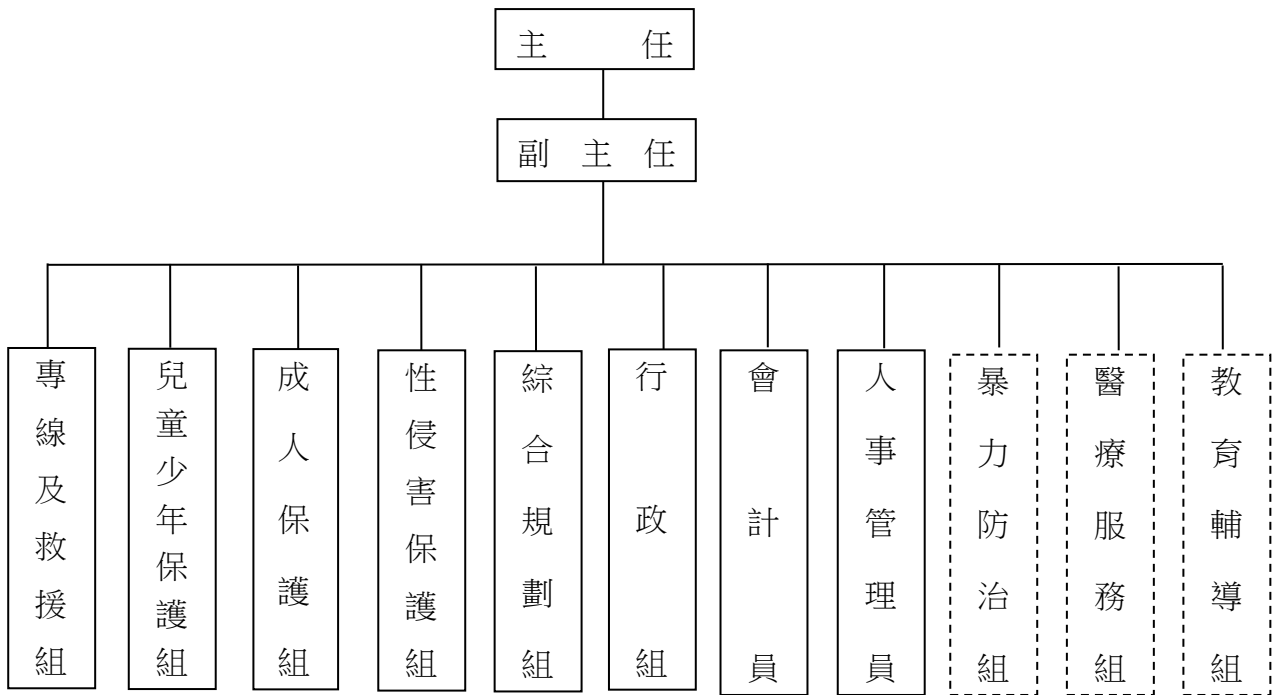 主任
副主任
專線及救援組
兒童少年保護組
成人保護組
性侵害保護組
綜合規劃組
行政組
會計員
人事管理員
暴力防治組
醫療服務組
教育輔導組